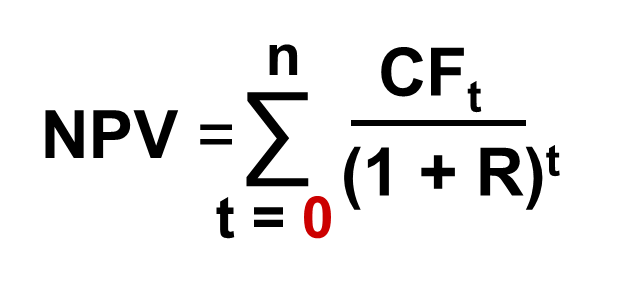 n
NPV = ∑ CFₜ
(1 + R)ᵗ
t = 0